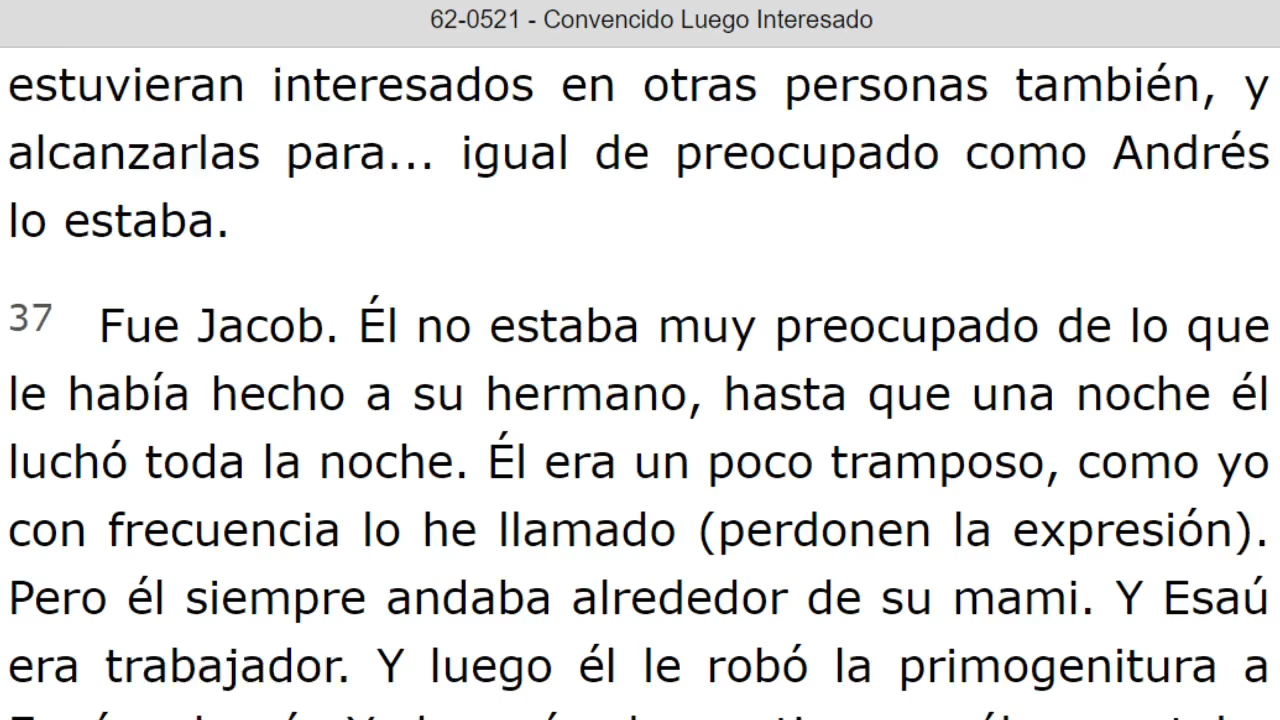 62-0521 - Convencido Luego Interesado
estuvieran interesados en otras personas también, y
alcanzarlas para... igual de preocupado como Andrés
lo estaba.
37 Fue Jacob. Él no estaba muy preocupado de lo que
le había hecho a su hermano, hasta que una noche él
luchó toda la noche. Él era un poco tramposo, como yo
con frecuencia lo he llamado (perdonen la expresión).
Pero él siempre andaba alrededor de su mami. Y Esaú
era trabajador. Y luego él le robó la primogenitura a